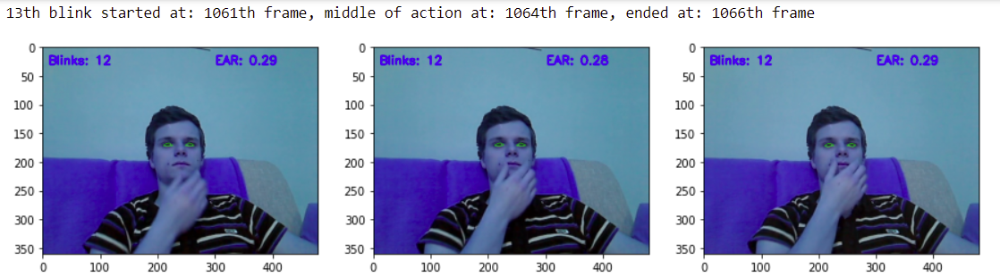 13th blink started at: 1061th frame, middle of action at: 1064th frame, ended at: 1066th frame
Blinks: 12 EAR: 0.29 Blinks: 12 EAR: 0.28 Blinks: 12 EAR: 0.29
0 0 0
50 50 50
100 100 100
150 150 150
200 200 200
250 250 250
300 300 300
350 350 350
0 100 200 300 400 0 100 200 300 400 0 100 200 300 400